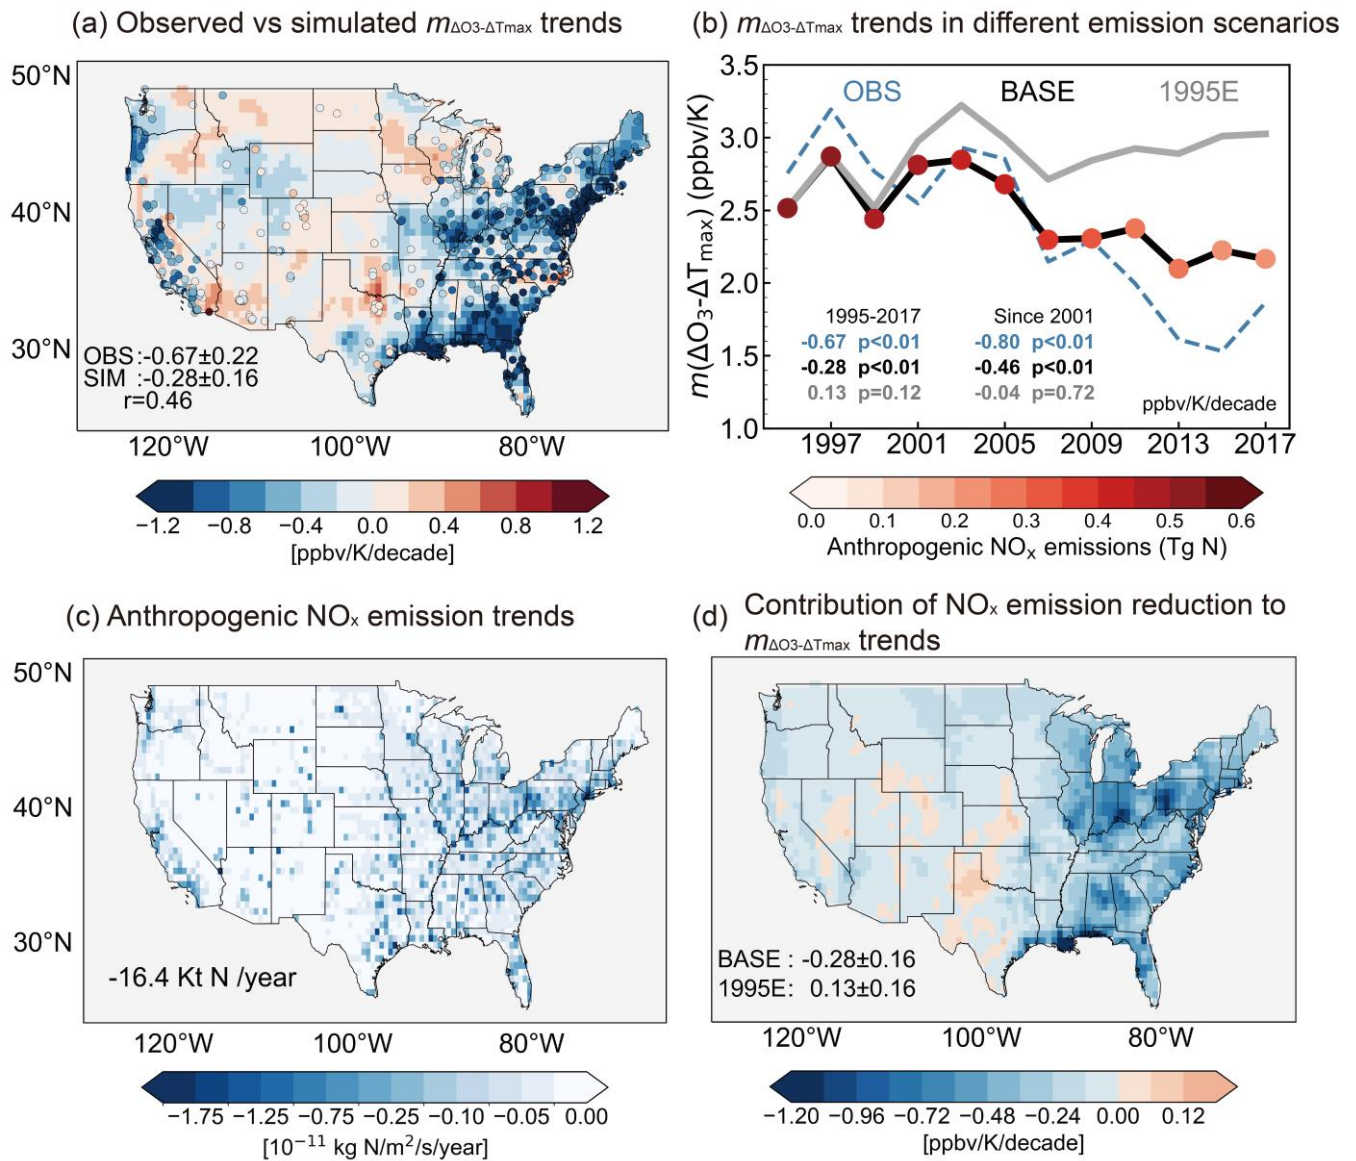 (a) Observed vs simulated mΔO3-ΔTmax trends
50°N
40°N
30°N
OBS :-0.67±0.22
SIM :-0.28±0.16
r=0.46
120°W 100°W 80°W
−1.2 −0.8 −0.4 0.0 0.4 0.8 1.2
[ppbv/K/decade]
(b) mΔO3-ΔTmax trends in different emission scenarios
m(ΔO₃-ΔTmax) (ppbv/K)
3.5
3.0
2.5
2.0
1.5
1.0
OBS BASE 1995E
1995-2017 Since 2001
-0.67 p<0.01 -0.80 p<0.01
-0.28 p<0.01 -0.46 p<0.01
0.13 p=0.12 -0.04 p=0.72
ppbv/K/decade
1997 2001 2005 2009 2013 2017
0.0 0.1 0.2 0.3 0.4 0.5 0.6
Anthropogenic NOₓ emissions (Tg N)
(c) Anthropogenic NOₓ emission trends
50°N
40°N
30°N
-16.4 Kt N /year
120°W 100°W 80°W
−1.75 −1.25 −0.75 −0.25 −0.10 −0.05 0.00
[10⁻¹¹ kg N/m²/s/year]
(d) Contribution of NOₓ emission reduction to
mΔO3-ΔTmax trends
BASE : -0.28±0.16
1995E: 0.13±0.16
120°W 100°W 80°W
−1.20 −0.96 −0.72 −0.48 −0.24 0.00 0.12
[ppbv/K/decade]